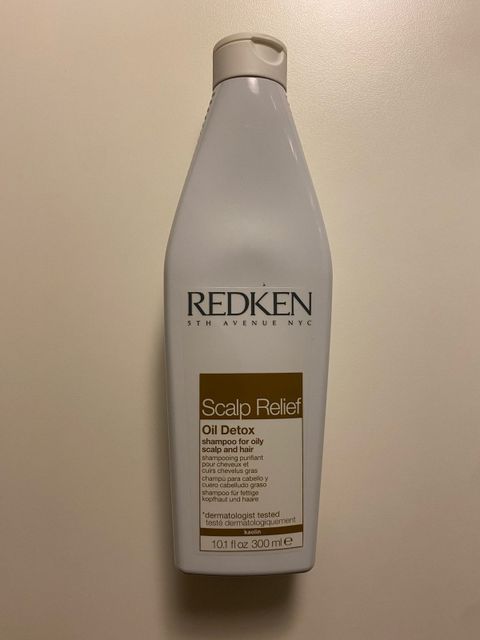 REDKEN
5TH AVENUE NYC
Scalp Relief
Oil Detox
shampoo for oily
scalp and hair
shampooing purifiant
pour cheveux et
cuirs chevelus gras
champú para cabello y
cuero cabelludo graso
shampoo für fettige
kopfhaut und haare
*dermatologist tested
testé dermatologiquement
kaolin
10.1 fl oz 300 ml ℮